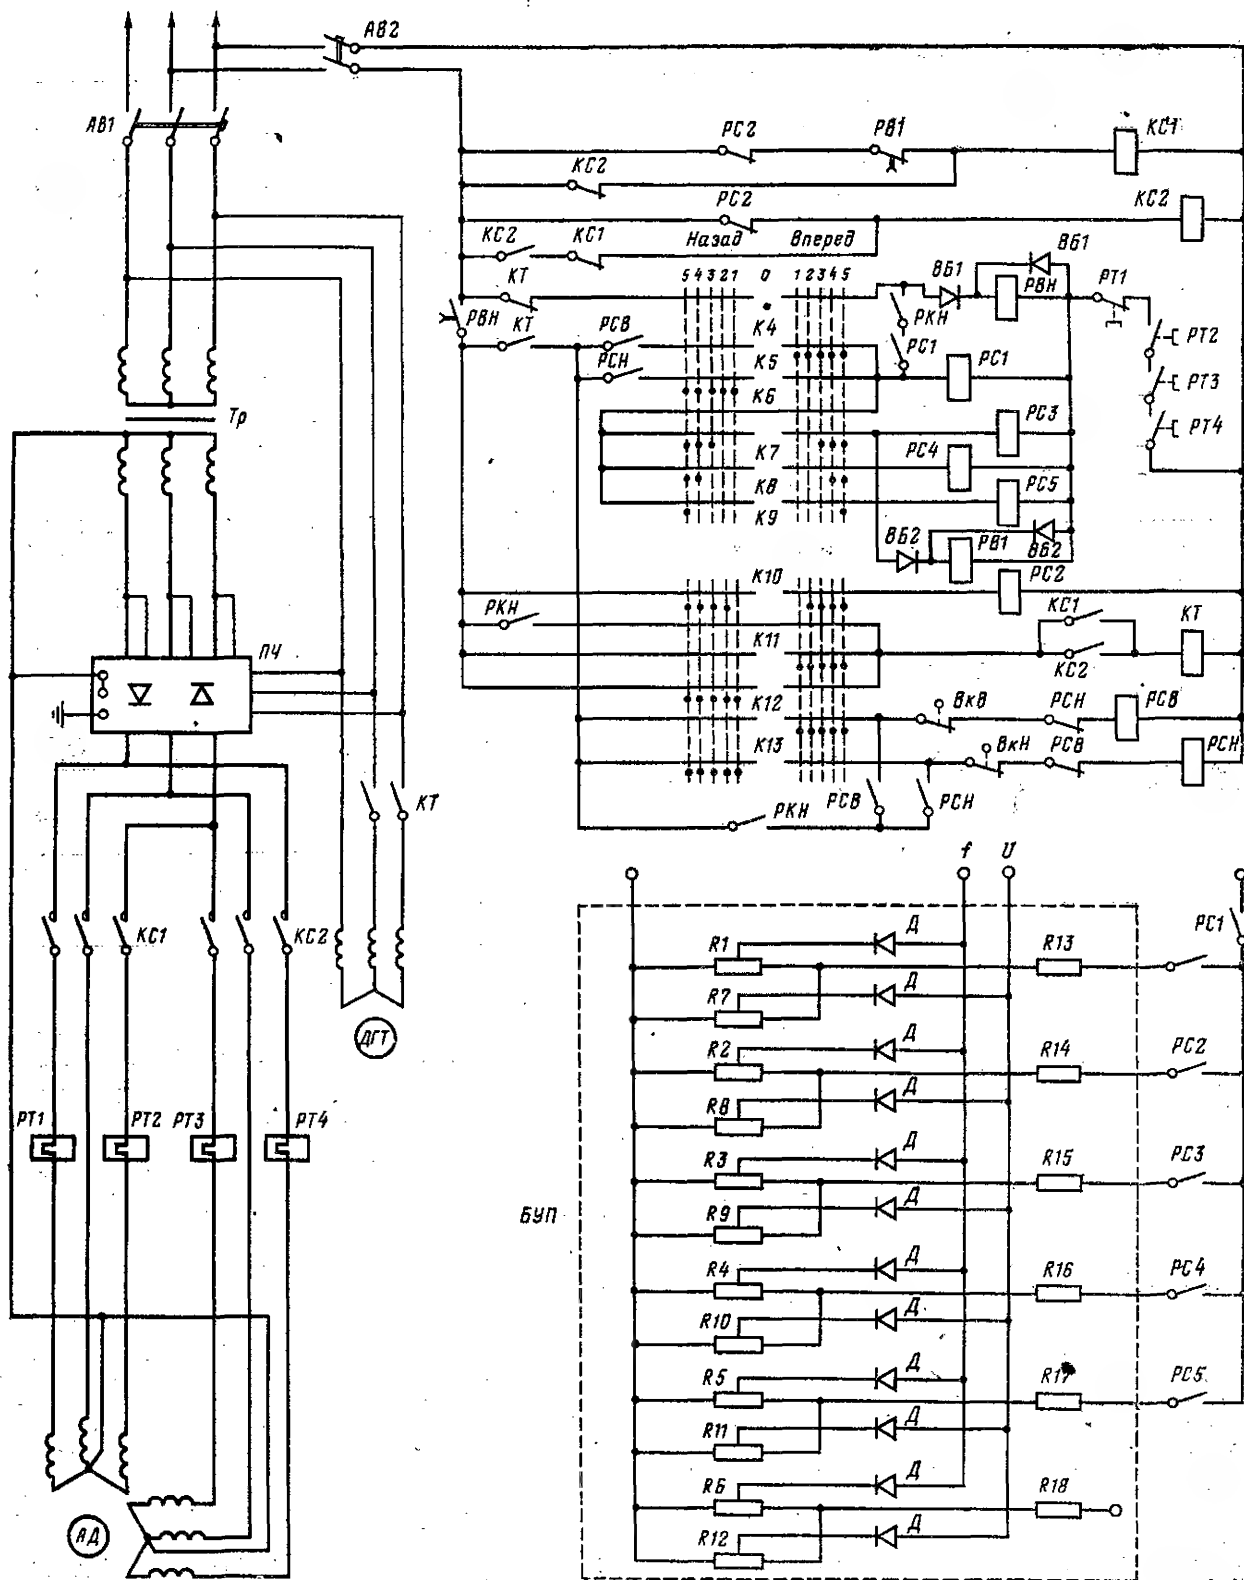 АВ2
АВ1
РС2 РВ1 КС1
КС2
РС2 КС2
КС2 КС1 Назад Вперед ВБ1
5 4 3 2 1 0 1 2 3 4 5
КТ ВБ1 РВН РТ1
РВН КТ РСВ К4 РКН РТ2
РСН К5 РС1 РС1
К6 РТ3
Тр РС3 РТ4
К7 РС4
К8 РС5
К9
ВБ2 РВ1 ВБ2
К10 РС2
РКН КС1 КТ
К11
ПЧ КС2
К12 ВкВ РСН РСВ
К13 ВкН РСВ РСН
КТ РСВ РСН
РКН
f U
КС1 КС2 РС1
R1 Д R13
R7 Д
ДГТ
R2 Д R14 РС2
R8 Д
РТ1 РТ2 РТ3 РТ4
R3 Д R15 РС3
БУП R9 Д
R4 Д R16 РС4
R10 Д
R5 Д R17 РС5
R11 Д
R6 Д R18
АД R12 Д